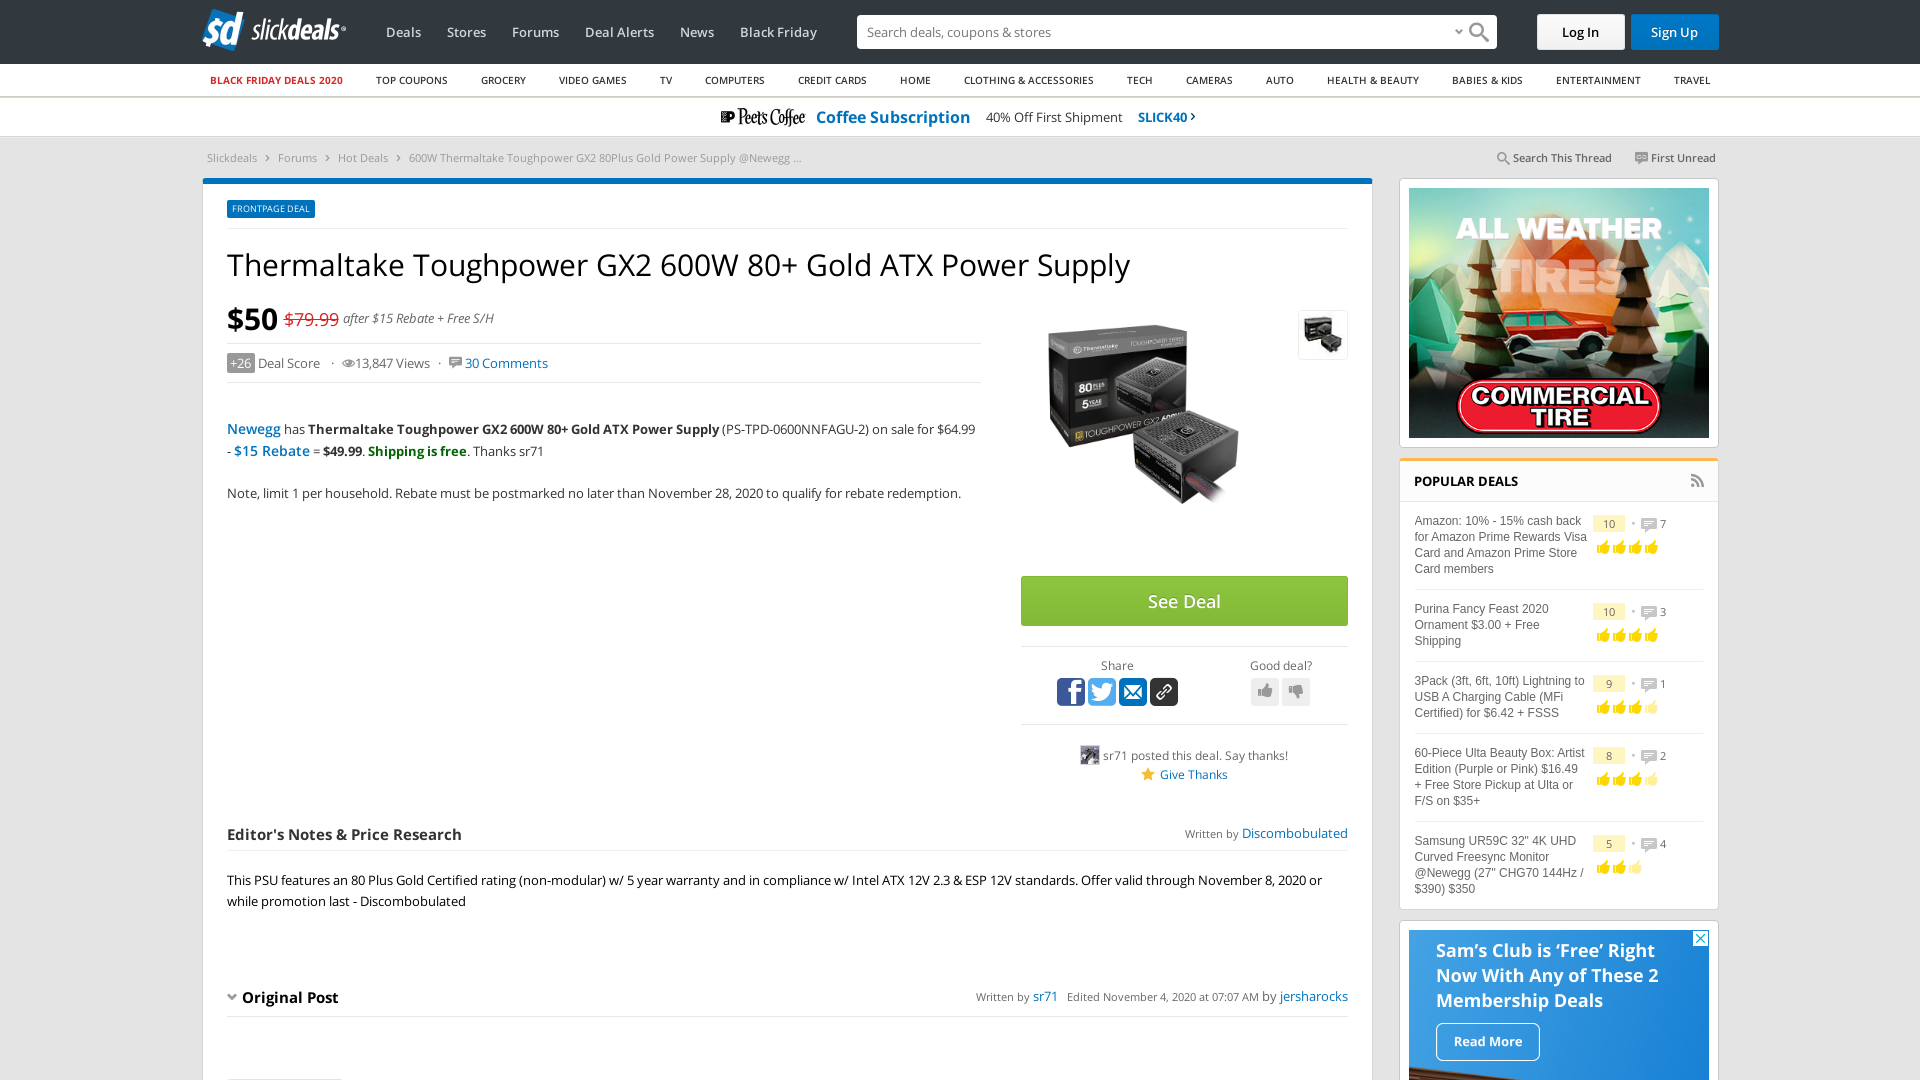 sd slickdeals
Deals Stores Forums Deal Alerts News Black Friday
Search deals, coupons & shops
Log In
Sign Up
BLACK FRIDAY DEALS 2020 TOP COUPONS GROCERY VIDEO GAMES TV COMPUTERS CREDIT CARDS HOME CLOTHING & ACCESSORIES TECH CAMERAS AUTO HEALTH & BEAUTY BABIES & KIDS ENTERTAINMENT TRAVEL
Peet's Coffee Coffee Subscription 40% Off First Shipment SLICK40 ›
Slickdeals › Forums › Hot Deals › 600W Thermaltake Toughpower GX2 80Plus Gold Power Supply @Newegg ...
Search This Thread First Unread
FRONTPAGE DEAL
Thermaltake Toughpower GX2 600W 80+ Gold ATX Power Supply
$50 $79.99 after $15 Rebate + Free S/H
+26 Deal Score · 13,847 Views · 30 Comments
Newegg has Thermaltake Toughpower GX2 600W 80+ Gold ATX Power Supply (PS-TPD-0600NNFAGU-2) on sale for $64.99
- $15 Rebate = $49.99. Shipping is free. Thanks sr71
Note, limit 1 per household. Rebate must be postmarked no later than November 28, 2020 to qualify for rebate redemption.
Thermaltake TOUGHPOWER
80 PLUS
5 YEAR
TOUGHPOWER GX2 600W
See Deal
Share
Good deal?
sr71 posted this deal. Say thanks!
Give Thanks
Editor's Notes & Price Research
Written by Discombobulated
This PSU features an 80 Plus Gold Certified rating (non-modular) w/ 5 year warranty and in compliance w/ Intel ATX 12V 2.3 & ESP 12V standards. Offer valid through November 8, 2020 or
while promotion last - Discombobulated
Original Post
Written by sr71 Edited November 4, 2020 at 07:07 AM by jersharocks
ALL WEATHER
TIRES
COMMERCIAL
TIRE
POPULAR DEALS
Amazon: 10% - 15% cash back
for Amazon Prime Rewards Visa
Card and Amazon Prime Store
Card members
10 • 7
Purina Fancy Feast 2020
Ornament $3.00 + Free
Shipping
10 • 3
3Pack (3ft, 6ft, 10ft) Lightning to
USB A Charging Cable (MFi
Certified) for $6.42 + FSSS
9 • 1
60-Piece Ulta Beauty Box: Artist
Edition (Purple or Pink) $16.49
+ Free Store Pickup at Ulta or
F/S on $35+
8 • 2
Samsung UR59C 32" 4K UHD
Curved Freesync Monitor
@Newegg (27" CHG70 144Hz /
$390) $350
5 • 4
Sam's Club is 'Free' Right
Now With Any of These 2
Membership Deals
Read More